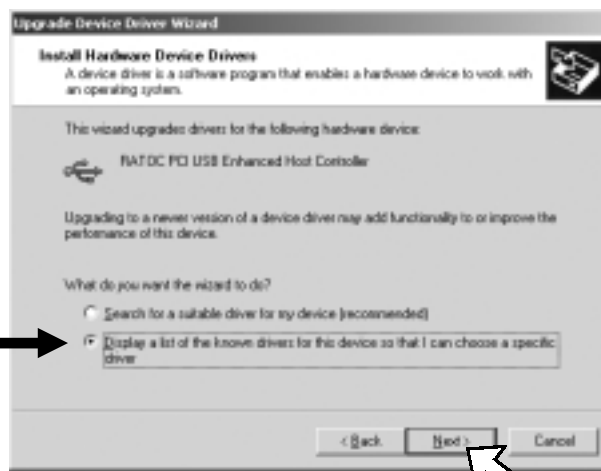 Upgrade Device Driver Wizard
Install Hardware Device Drivers
A device driver is a software program that enables a hardware device to work with
an operating system.
This wizard upgrades drivers for the following hardware device:
RATOC PCI USB Enhanced Host Controller
Upgrading to a newer version of a device driver may add functionality to or improve the
performance of this device.
What do you want the wizard to do?
Search for a suitable driver for my device (recommended)
Display a list of the known drivers for this device so that I can choose a specific
driver
< Back
Next >
Cancel